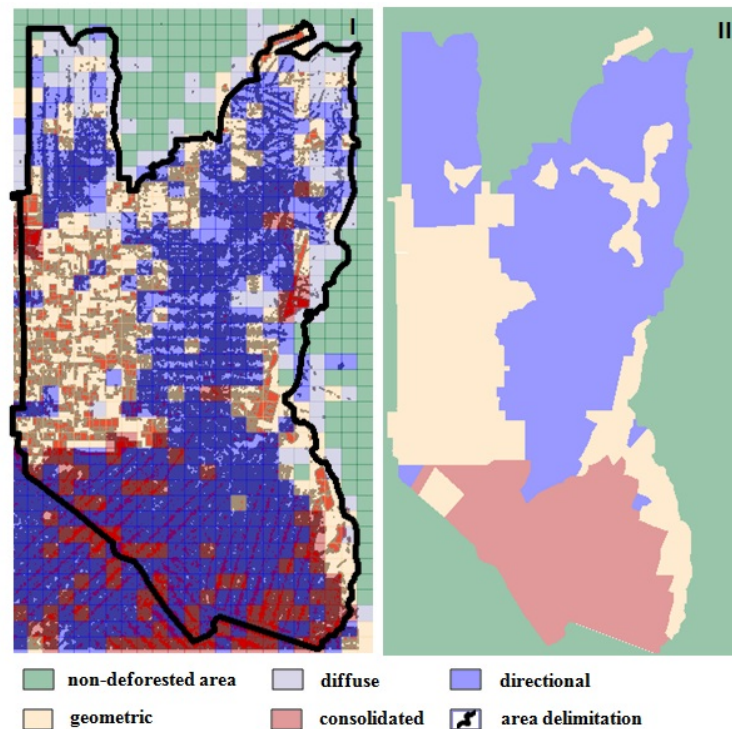 I
II
non-deforested area
diffuse
directional
geometric
consolidated
area delimitation